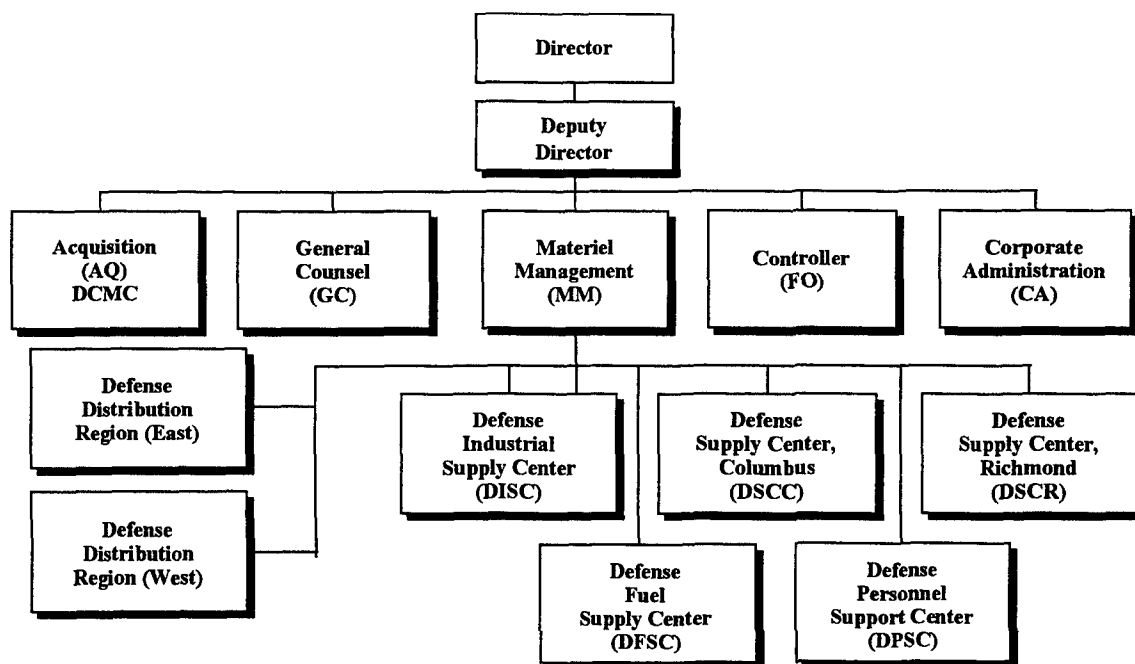 Director
Deputy
Director
Acquisition
(AQ)
DCMC
General
Counsel
(GC)
Materiel
Management
(MM)
Controller
(FO)
Corporate
Administration
(CA)
Defense
Distribution
Region (East)
Defense
Industrial
Supply Center
(DISC)
Defense
Supply Center,
Columbus
(DSCC)
Defense
Supply Center,
Richmond
(DSCR)
Defense
Distribution
Region (West)
Defense
Fuel
Supply Center
(DFSC)
Defense
Personnel
Support Center
(DPSC)